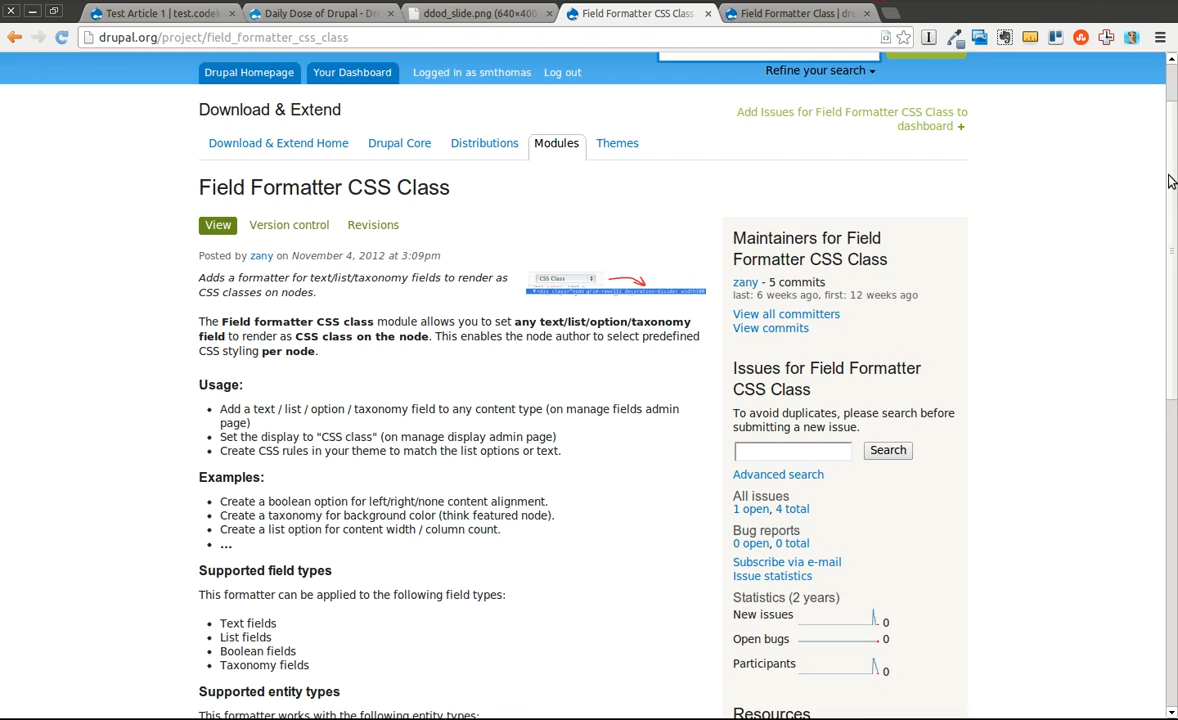 Test Article 1 | test.codek
Daily Dose of Drupal - Dr
ddod_slide.png (640×400
Field Formatter CSS Class
Field Formatter Class | dru
drupal.org/project/field_formatter_css_class
Drupal Homepage
Your Dashboard
Logged in as smthomas
Log out
Refine your search
Download & Extend
Add Issues for Field Formatter CSS Class to
dashboard +
Download & Extend Home
Drupal Core
Distributions
Modules
Themes
Field Formatter CSS Class
View
Version control
Revisions
Posted by zany on November 4, 2012 at 3:09pm
Adds a formatter for text/list/taxonomy fields to render as
CSS classes on nodes.
CSS Class
The Field formatter CSS class module allows you to set any text/list/option/taxonomy
field to render as CSS class on the node. This enables the node author to select predefined
CSS styling per node.
Usage:
• Add a text / list / option / taxonomy field to any content type (on manage fields admin
page)
• Set the display to "CSS class" (on manage display admin page)
• Create CSS rules in your theme to match the list options or text.
Examples:
• Create a boolean option for left/right/none content alignment.
• Create a taxonomy for background color (think featured node).
• Create a list option for content width / column count.
• ...
Supported field types
This formatter can be applied to the following field types:
• Text fields
• List fields
• Boolean fields
• Taxonomy fields
Supported entity types
This formatter works with the following entity types:
Maintainers for Field
Formatter CSS Class
zany - 5 commits
last: 6 weeks ago, first: 12 weeks ago
View all committers
View commits
Issues for Field Formatter
CSS Class
To avoid duplicates, please search before
submitting a new issue.
Search
Advanced search
All issues
1 open, 4 total
Bug reports
0 open, 0 total
Subscribe via e-mail
Issue statistics
Statistics (2 years)
New issues 0
Open bugs 0
Participants 0
Resources